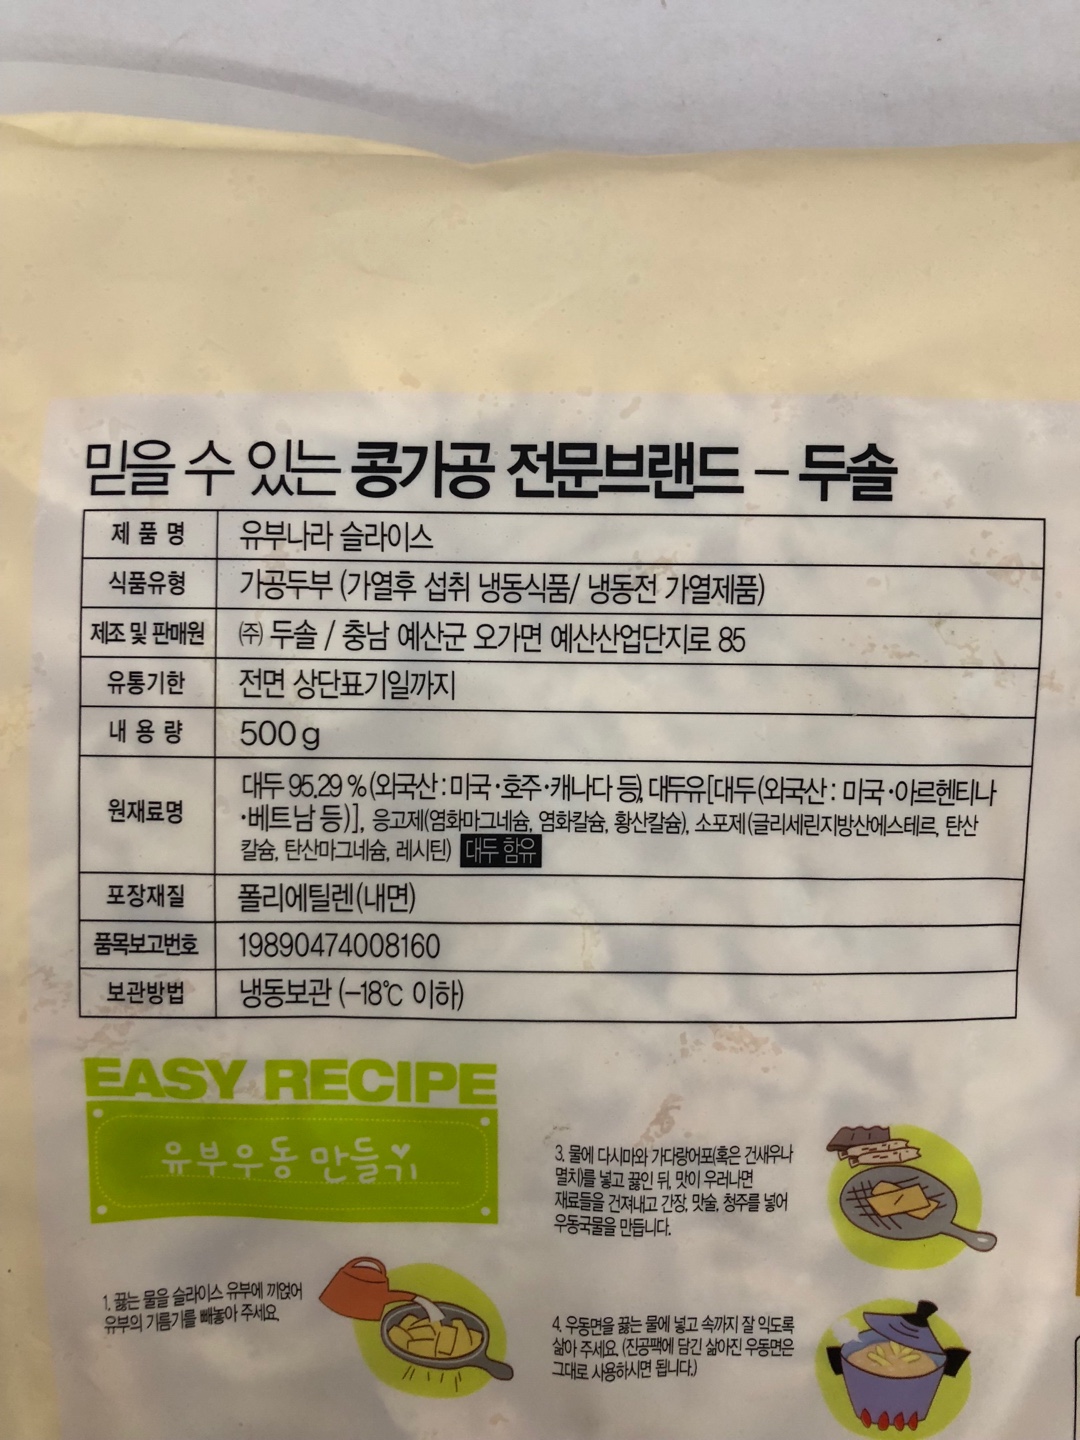 믿을 수 있는 콩가공 전문브랜드 – 두솔
제 품 명 유부나라 슬라이스
식품유형 가공두부 (가열후 섭취 냉동식품/ 냉동전 가열제품)
제조 및 판매원 ㈜ 두솔 / 충남 예산군 오가면 예산산업단지로 85
유통기한 전면 상단표기일까지
내 용 량 500g
원재료명 대두 95.29 % (외국산 : 미국·호주·캐나다 등), 대두유[대두(외국산 : 미국·아르헨티나
·베트남 등)], 응고제(염화마그네슘, 염화칼슘, 황산칼슘), 소포제(글리세린지방산에스테르, 탄산
칼슘, 탄산마그네슘, 레시틴) 대두 함유
포장재질 폴리에틸렌(내면)
품목보고번호 19890474008160
보관방법 냉동보관 (–18℃ 이하)
EASY RECIPE
유부우동 만들기
1. 끓는 물을 슬라이스 유부에 끼얹어
유부의 기름기를 빼놓아 주세요.
3. 물에 다시마와 가다랑어포(혹은 건새우나
멸치)를 넣고 끓인 뒤, 맛이 우러나면
재료들을 건져내고 간장, 맛술, 청주를 넣어
우동국물을 만듭니다.
4. 우동면을 끓는 물에 넣고 속까지 잘 익도록
삶아 주세요. (진공팩에 담긴 삶아진 우동면은
그대로 사용하시면 됩니다.)